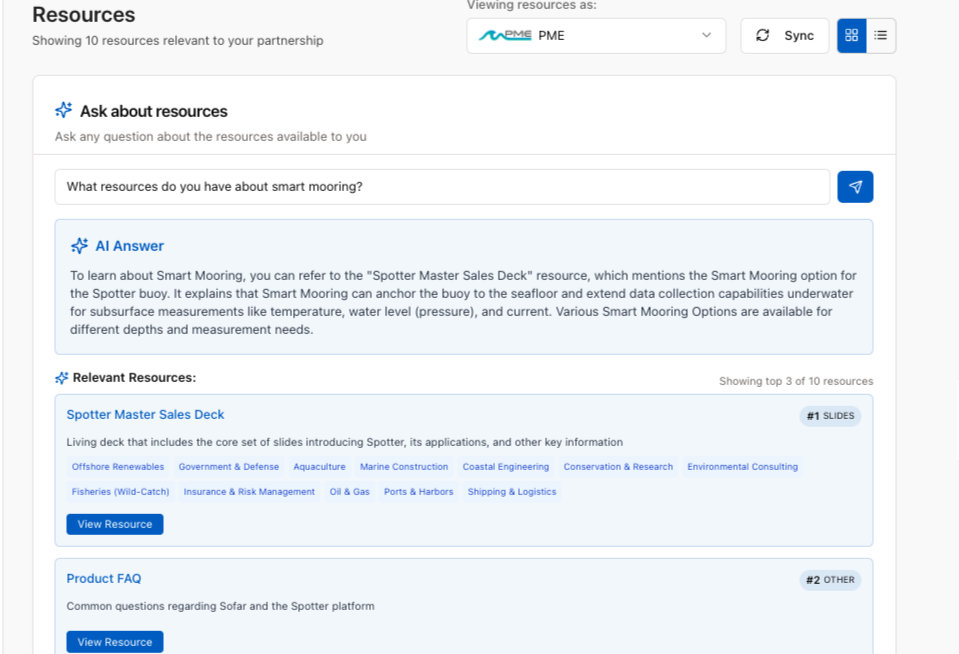 Resources
Viewing resources as:
Showing 10 resources relevant to your partnership
PME PME
Sync
Ask about resources
Ask any question about the resources available to you
What resources do you have about smart mooring?
AI Answer
To learn about Smart Mooring, you can refer to the "Spotter Master Sales Deck" resource, which mentions the Smart Mooring option for
the Spotter buoy. It explains that Smart Mooring can anchor the buoy to the seafloor and extend data collection capabilities underwater
for subsurface measurements like temperature, water level (pressure), and current. Various Smart Mooring Options are available for
different depths and measurement needs.
Relevant Resources:
Showing top 3 of 10 resources
Spotter Master Sales Deck
#1 SLIDES
Living deck that includes the core set of slides introducing Spotter, its applications, and other key information
Offshore Renewables Government & Defense Aquaculture Marine Construction Coastal Engineering Conservation & Research Environmental Consulting
Fisheries (Wild-Catch) Insurance & Risk Management Oil & Gas Ports & Harbors Shipping & Logistics
View Resource
Product FAQ
#2 OTHER
Common questions regarding Sofar and the Spotter platform
View Resource